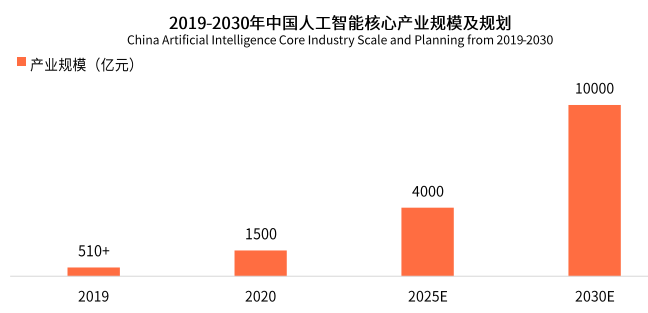 2019-2030年中国人工智能核心产业规模及规划
China Artificial Intelligence Core Industry Scale and Planning from 2019-2030
产业规模（亿元）
10000
4000
1500
510+
2019 2020 2025E 2030E